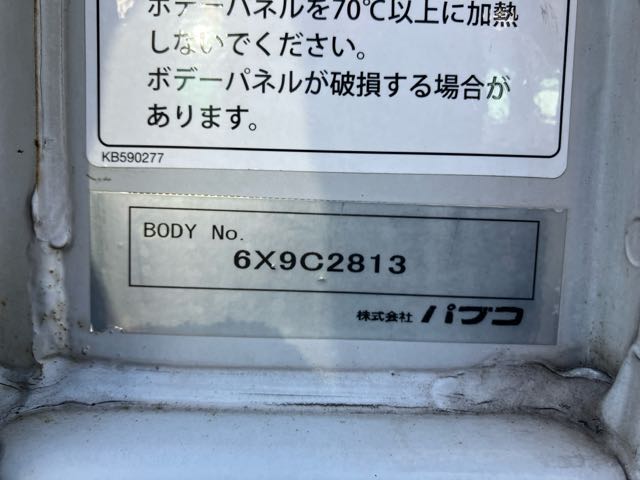 ボデーパネルを70℃以上に加熱
しないでください。
ボデーパネルが破損する場合が
あります。
KB590277
BODY No.
6X9C2813
株式会社 パブコ